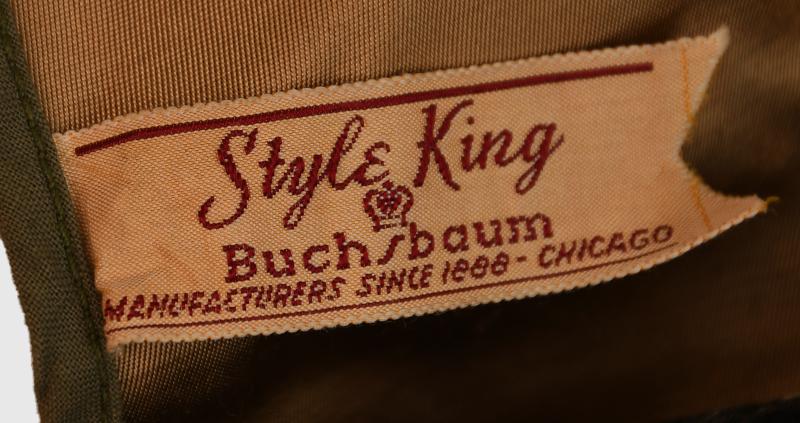 Style King
Buchsbaum
MANUFACTURERS SINCE 1888 - CHICAGO